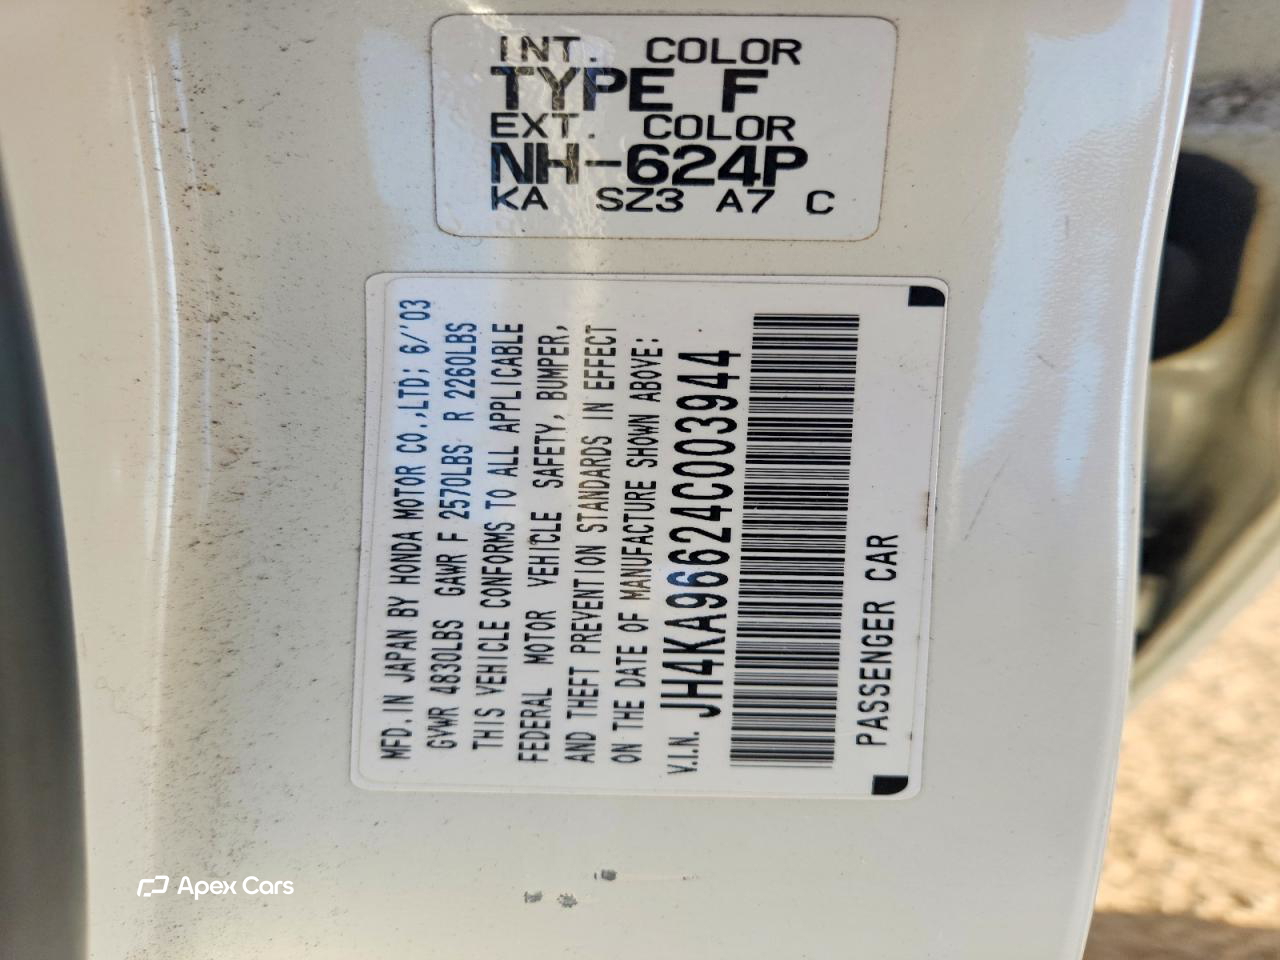 INT. COLOR
TYPE F
EXT. COLOR
NH-624P
KA SZ3 A7 C
MFD. IN JAPAN BY HONDA MOTOR CO.,LTD; 6/'03
GVWR 4830LBS GAWR F 2570LBS R 2260LBS
THIS VEHICLE CONFORMS TO ALL APPLICABLE
FEDERAL MOTOR VEHICLE SAFETY, BUMPER,
AND THEFT PREVENTION STANDARDS IN EFFECT
ON THE DATE OF MANUFACTURE SHOWN ABOVE;
V.I.N. JH4KA96624C003944
PASSENGER CAR
Apex Cars